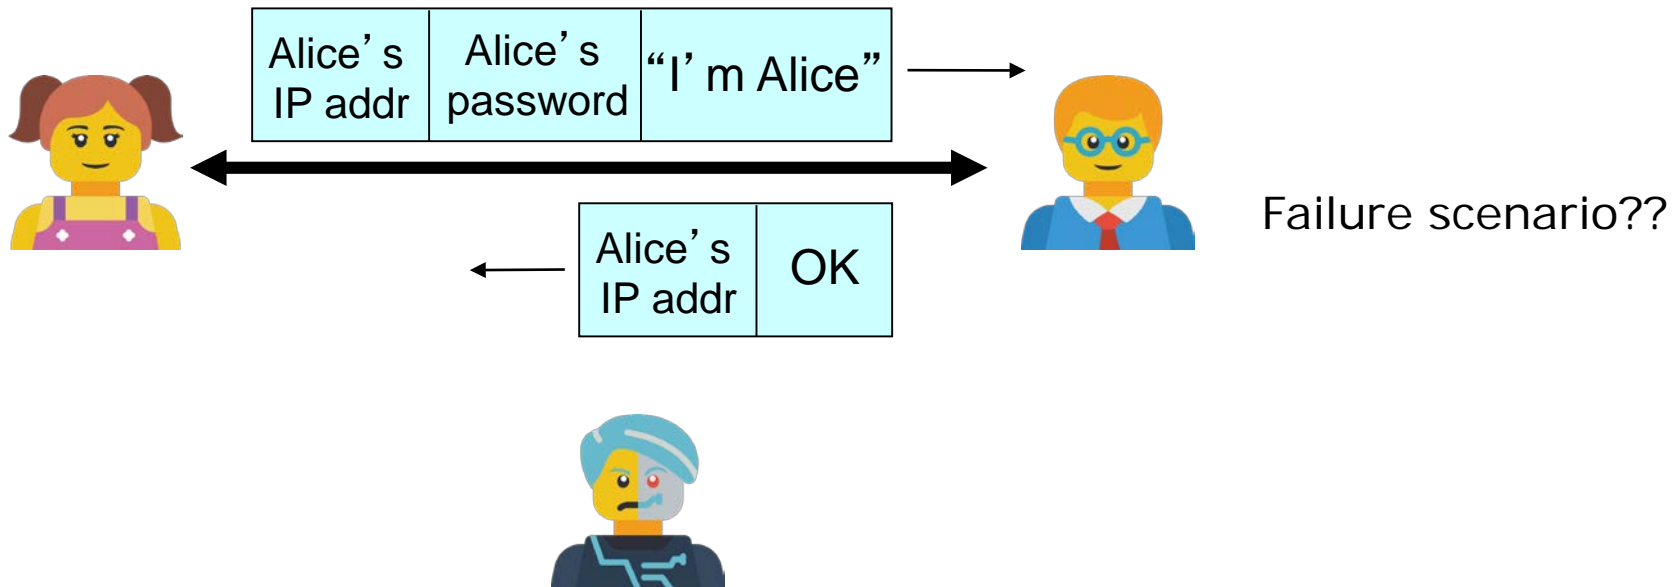 Alice’s
IP addr
Alice’s
password
“I’m Alice”
Failure scenario??
Alice’s
IP addr
OK